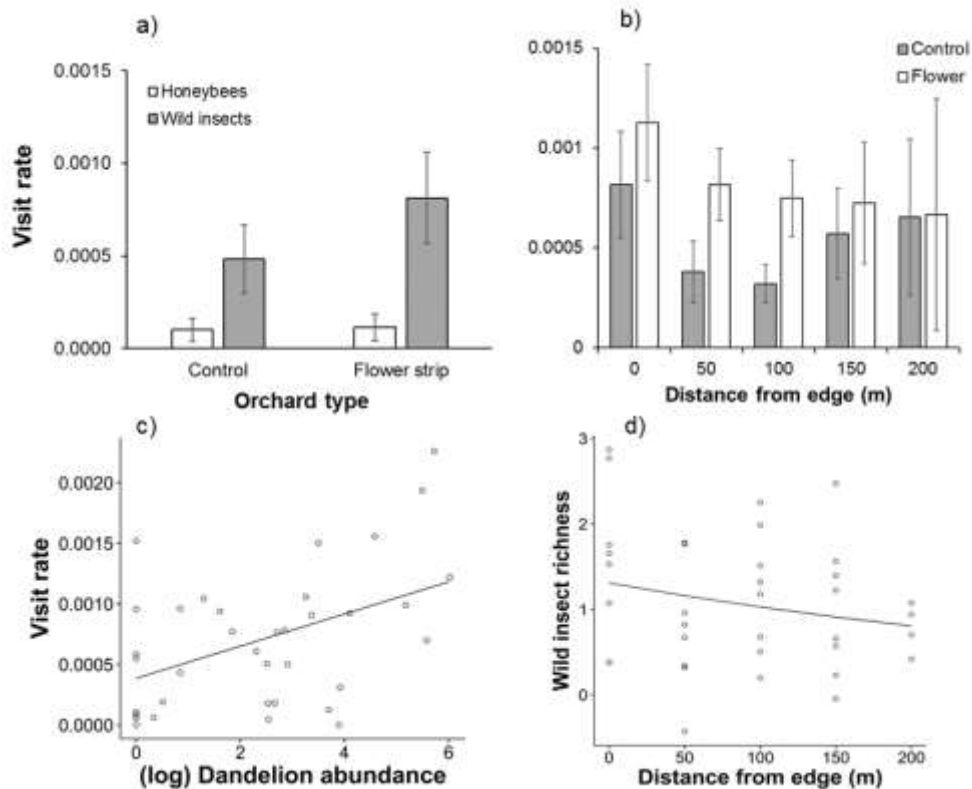 a)
0.0015
0.0010
0.0005
0.0000
Visit rate
Honeybees
Wild insects
Control
Flower strip
Orchard type
b)
0.0015
0.001
0.0005
0
Control
Flower
0
50
100
150
200
Distance from edge (m)
c)
0.0020
0.0015
0.0010
0.0005
0.0000
Visit rate
0
2
4
6
(log) Dandelion abundance
d)
3
2
1
0
Wild insect richness
0
50
100
150
200
Distance from edge (m)